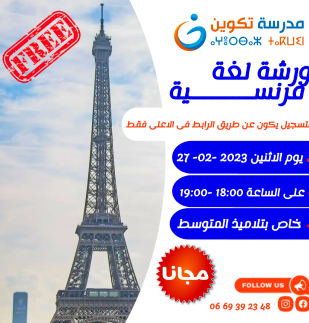 FREE
مدرسة تكوين
ورشة لغة
فرنسية
لتسجيل يكون عن طريق الرابط في الاعلى فقط
يوم الاثنين 2023 -02- 27
على الساعة 18:00 -19:00
خاص بتلاميذ المتوسط
مجانا
FOLLOW US
06 69 39 23 48